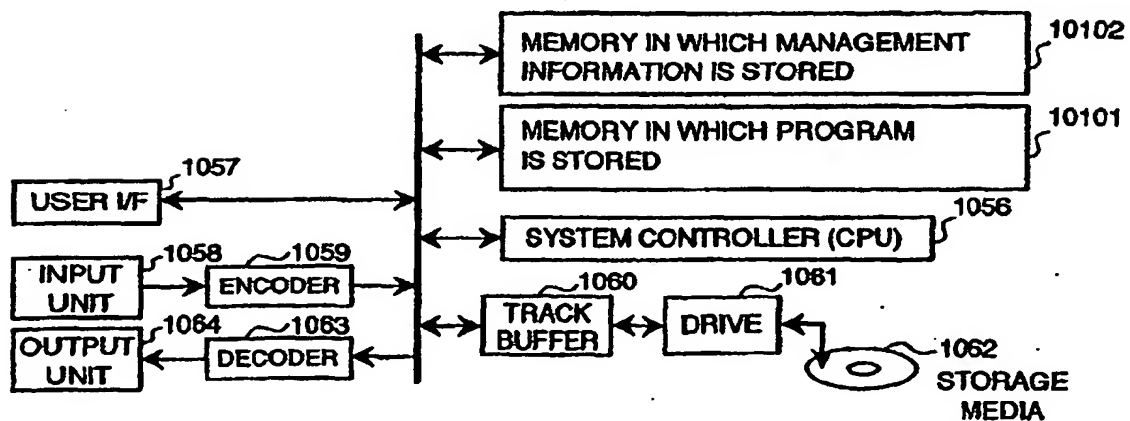 10102
MEMORY IN WHICH MANAGEMENT
INFORMATION IS STORED
10101
MEMORY IN WHICH PROGRAM
IS STORED
1057
USER I/F
1056
SYSTEM CONTROLLER (CPU)
1058
INPUT
UNIT
1059
ENCODER
1060
TRACK
BUFFER
1061
DRIVE
1064
OUTPUT
UNIT
1063
DECODER
1062
STORAGE
MEDIA